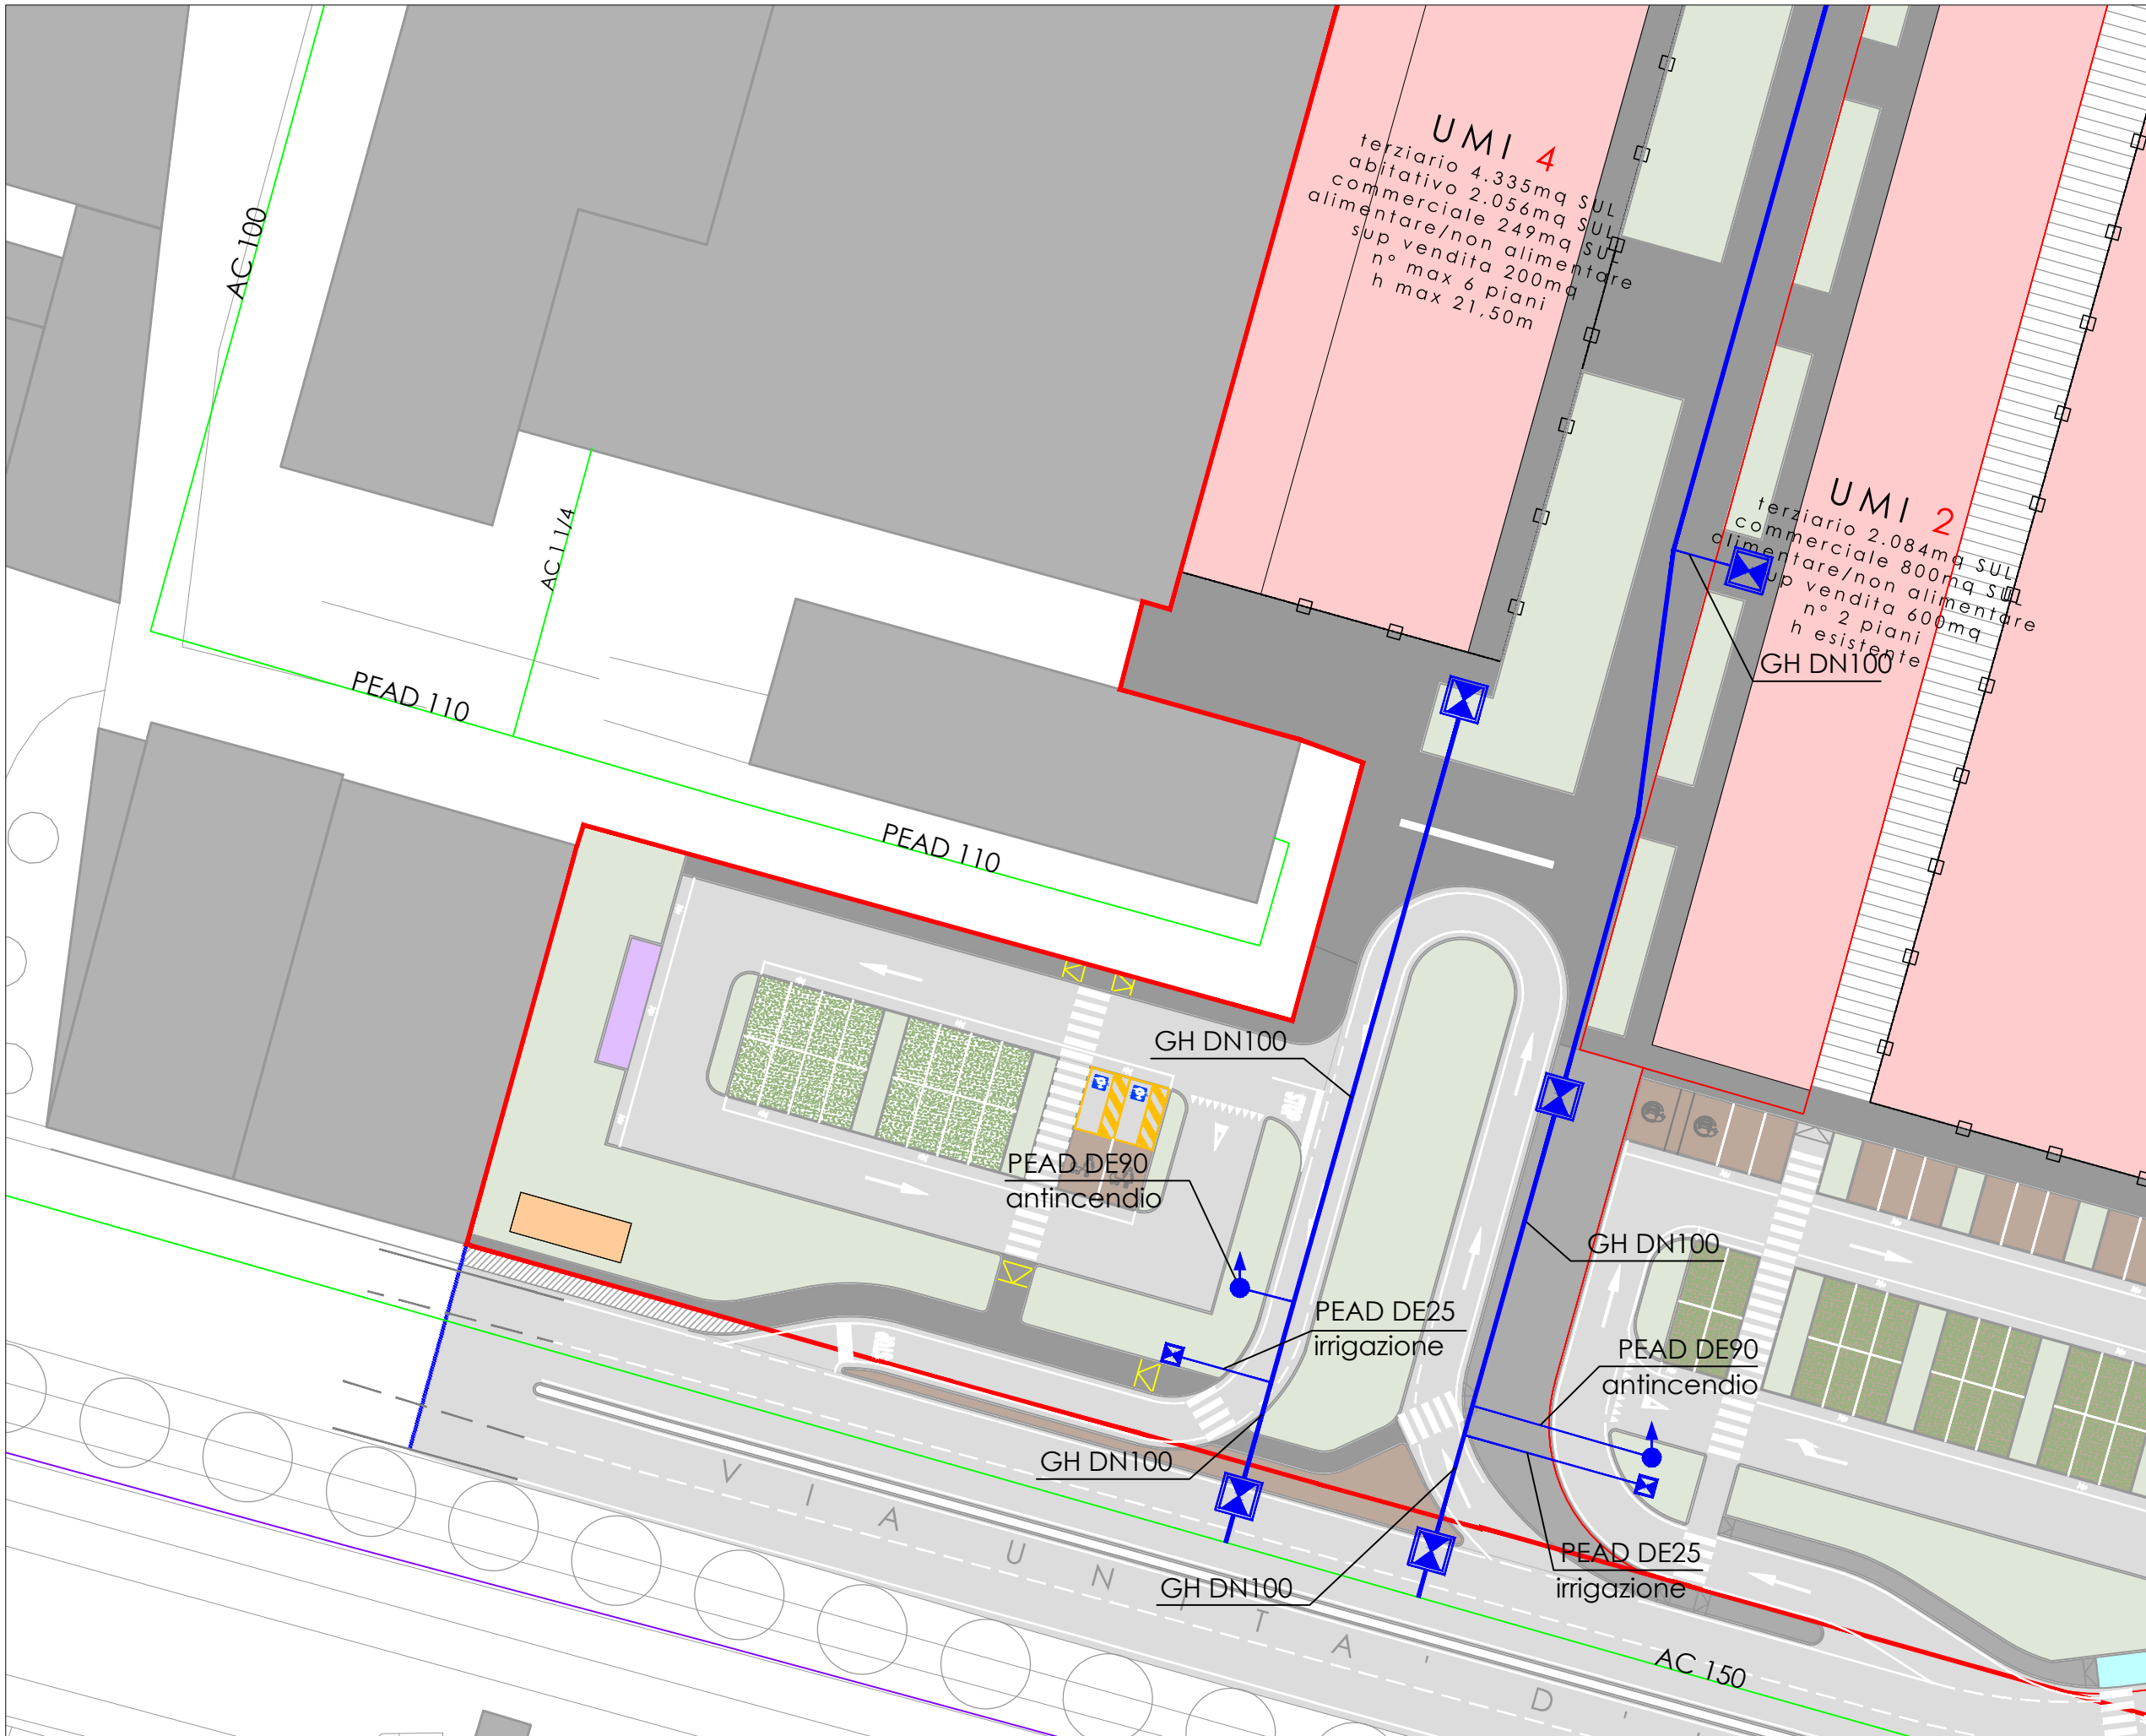 AC 100
UMI 4
terziario 4.335mq SUL
abitativo 2.056mq SUL
commerciale 249mq SUL
alimentare/non alimentare
sup vendita 200mq
n° max 6 piani
h max 21,50m
AC 1 1/4
UMI 2
terziario 2.084mq SUL
commerciale 800mq SUL
alimentare/non alimentare
sup vendita 600mq
n° 2 piani
h esistente
GH DN100
PEAD 110
PEAD 110
GH DN100
STOP
PEAD DE90
antincendio
GH DN100
PEAD DE25
irrigazione
STOP
PEAD DE90
antincendio
GH DN100
PEAD DE25
irrigazione
GH DN100
VIA UNITA' D'
AC 150